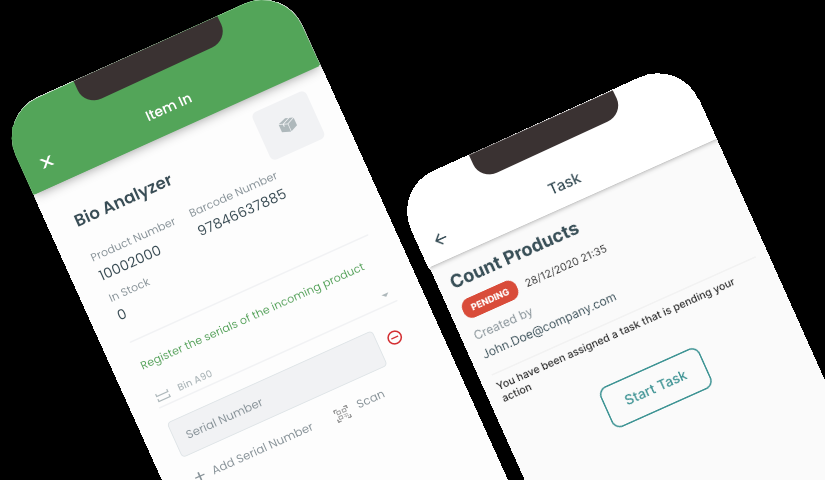 Item In
Bio Analyzer
Product Number
Barcode Number
10002000
97846637885
In Stock
0
Register the serials of the incoming product
Bin A90
Serial Number
+ Add Serial Number
Scan
Task
Count Products
PENDING
28/12/2020 21:35
Created by
John.Doe@company.com
You have been assigned a task that is pending your
action
Start Task